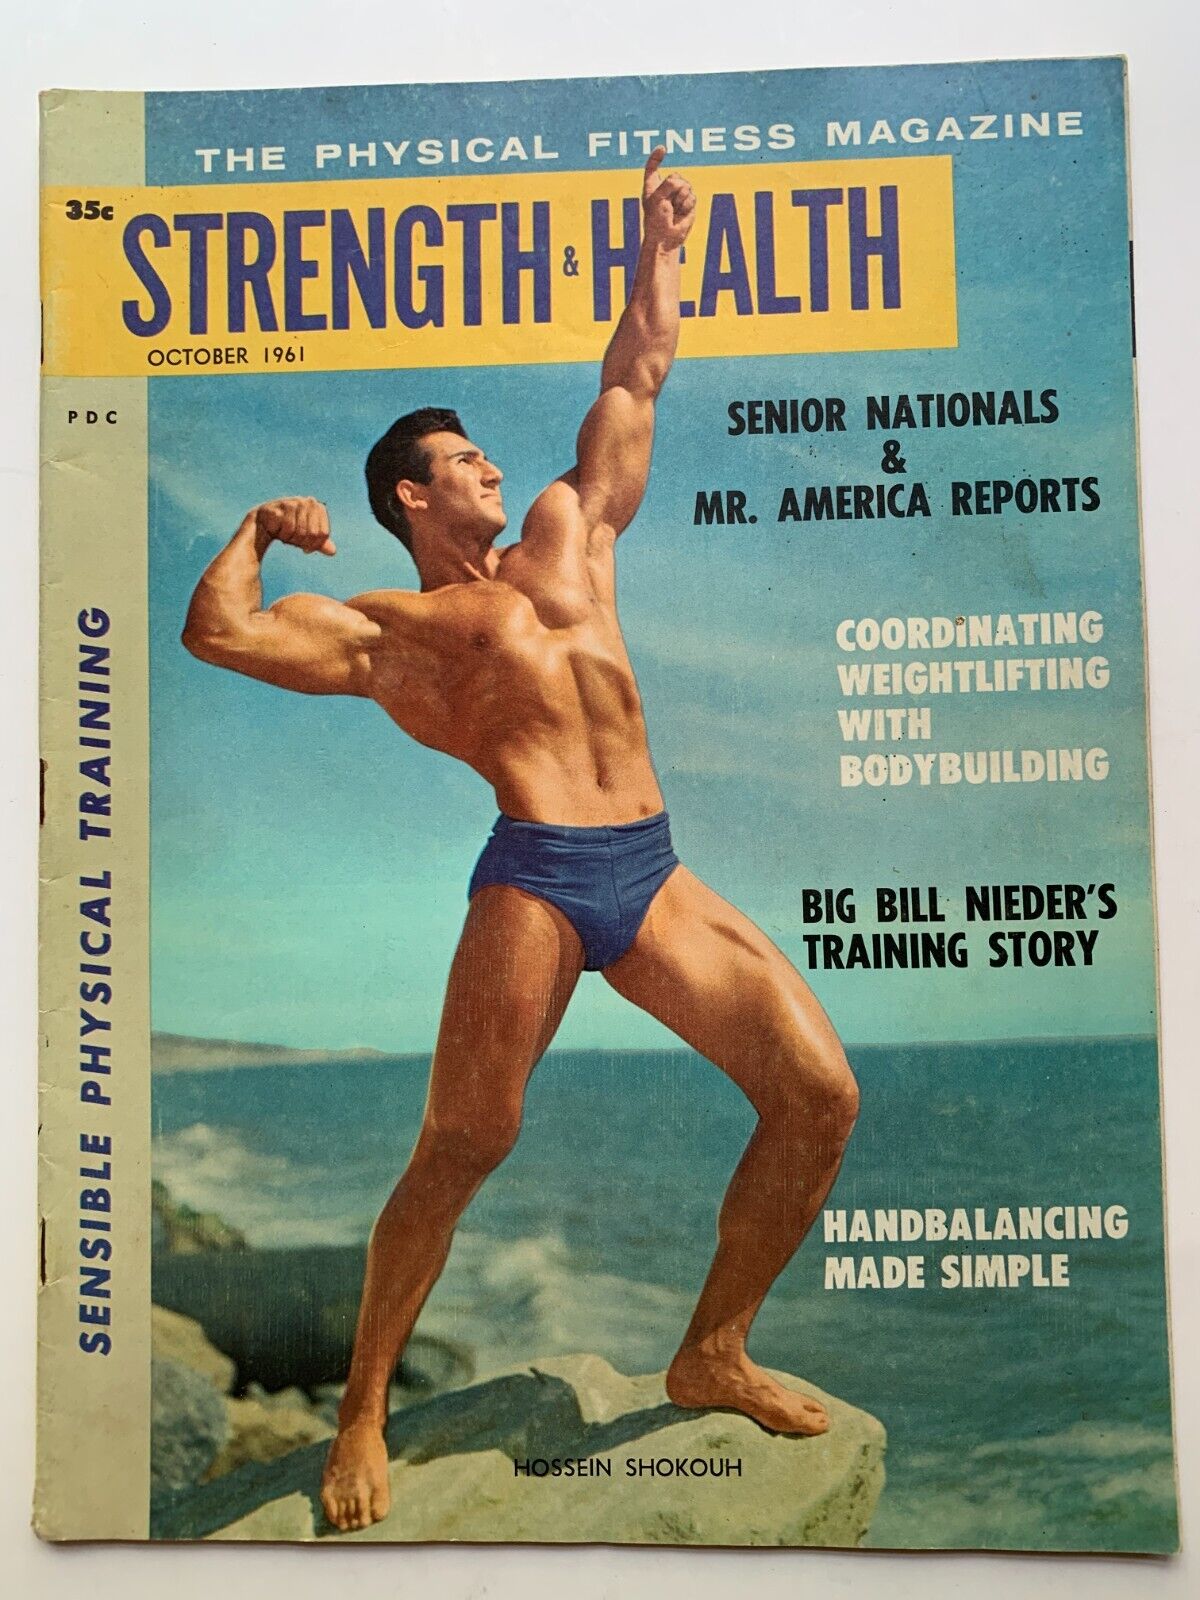 THE PHYSICAL FITNESS MAGAZINE
35c
STRENGTH & HEALTH
OCTOBER 1961
PDC
SENIOR NATIONALS
&
MR. AMERICA REPORTS
COORDINATING
WEIGHTLIFTING
WITH
BODYBUILDING
BIG BILL NIEDER'S
TRAINING STORY
HANDBALANCING
MADE SIMPLE
SENSIBLE PHYSICAL TRAINING
HOSSEIN SHOKOUH